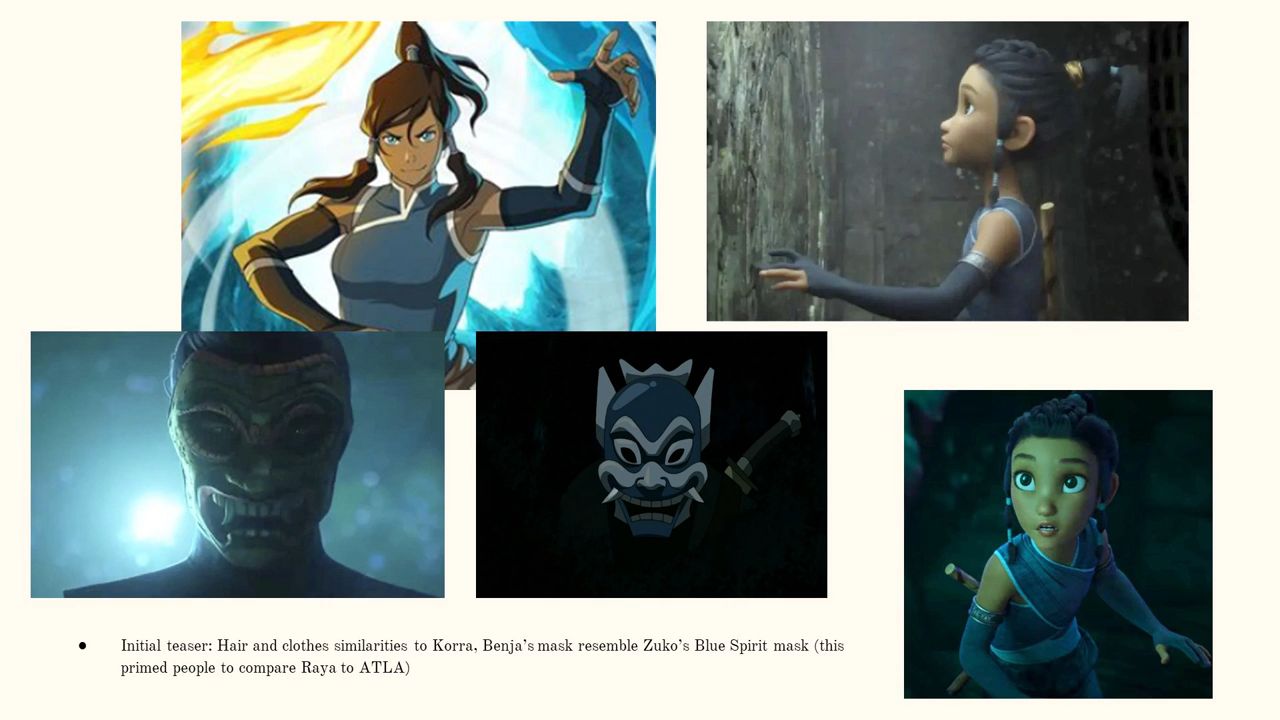 ● Initial teaser: Hair and clothes similarities to Korra, Benja’s mask resemble Zuko’s Blue Spirit mask (this
primed people to compare Raya to ATLA)